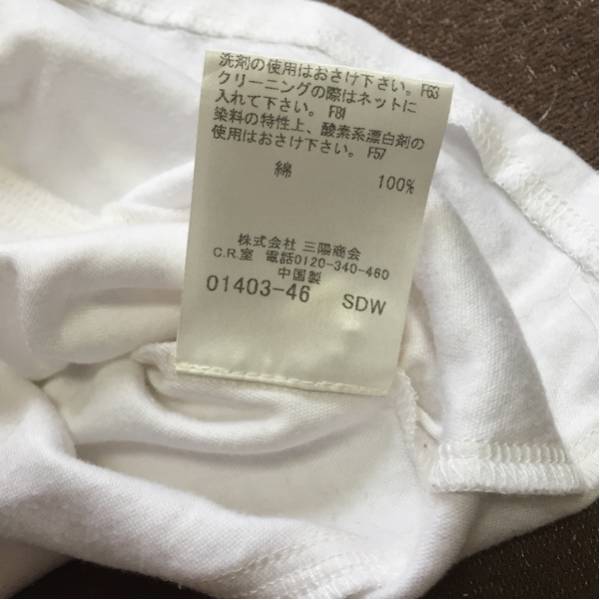 洗剤の使用はおさけ下さい。F63
クリーニングの際はネットに
入れて下さい。 F81
染料の特性上、酸素系漂白剤の
使用はおさけ下さい。 F57
綿 100%
株式会社 三陽商会
C.R.室 電話0120-340-460
中国製
01403-46 SDW